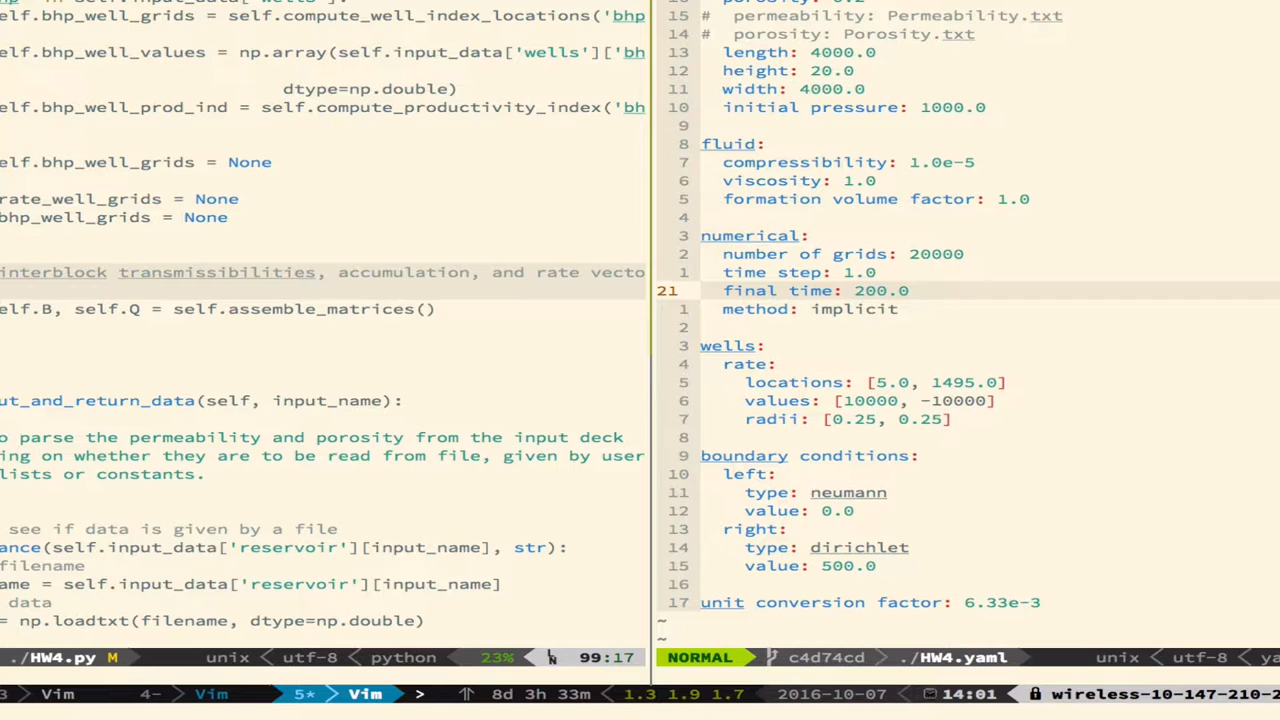 self.bhp_well_grids = self.compute_well_index_locations('bhp
elf.bhp_well_values = np.array(self.input_data['wells']['bh
dtype=np.double)
elf.bhp_well_prod_ind = self.compute_productivity_index('bh
elf.bhp_well_grids = None
rate_well_grids = None
bhp_well_grids = None
interblock transmissibilities, accumulation, and rate vecto
elf.B, self.Q = self.assemble_matrices()
ut_and_return_data(self, input_name):
o parse the permeability and porosity from the input deck
ing on whether they are to be read from file, given by user
lists or constants.
see if data is given by a file
ance(self.input_data['reservoir'][input_name], str):
filename
ame = self.input_data['reservoir'][input_name]
data
= np.loadtxt(filename, dtype=np.double)
./HW4.py M unix < utf-8 < python 23% 99:17
15 # permeability: Permeability.txt
14 # porosity: Porosity.txt
13 length: 4000.0
12 height: 20.0
11 width: 4000.0
10 initial pressure: 1000.0
9
8 fluid:
7 compressibility: 1.0e-5
6 viscosity: 1.0
5 formation volume factor: 1.0
4
3 numerical:
2 number of grids: 20000
1 time step: 1.0
21 final time: 200.0
1 method: implicit
2
3 wells:
4 rate:
5 locations: [5.0, 1495.0]
6 values: [10000, -10000]
7 radii: [0.25, 0.25]
8
9 boundary conditions:
10 left:
11 type: neumann
12 value: 0.0
13 right:
14 type: dirichlet
15 value: 500.0
16
17 unit conversion factor: 6.33e-3
~
~
NORMAL c4d74cd > ./HW4.yaml unix < utf-8 < ya
3 > Vim 4- > Vim 5* > Vim > 8d 3h 33m < 1.3 1.9 1.7 < 2016-10-07 < 14:01 wireless-10-147-210-2